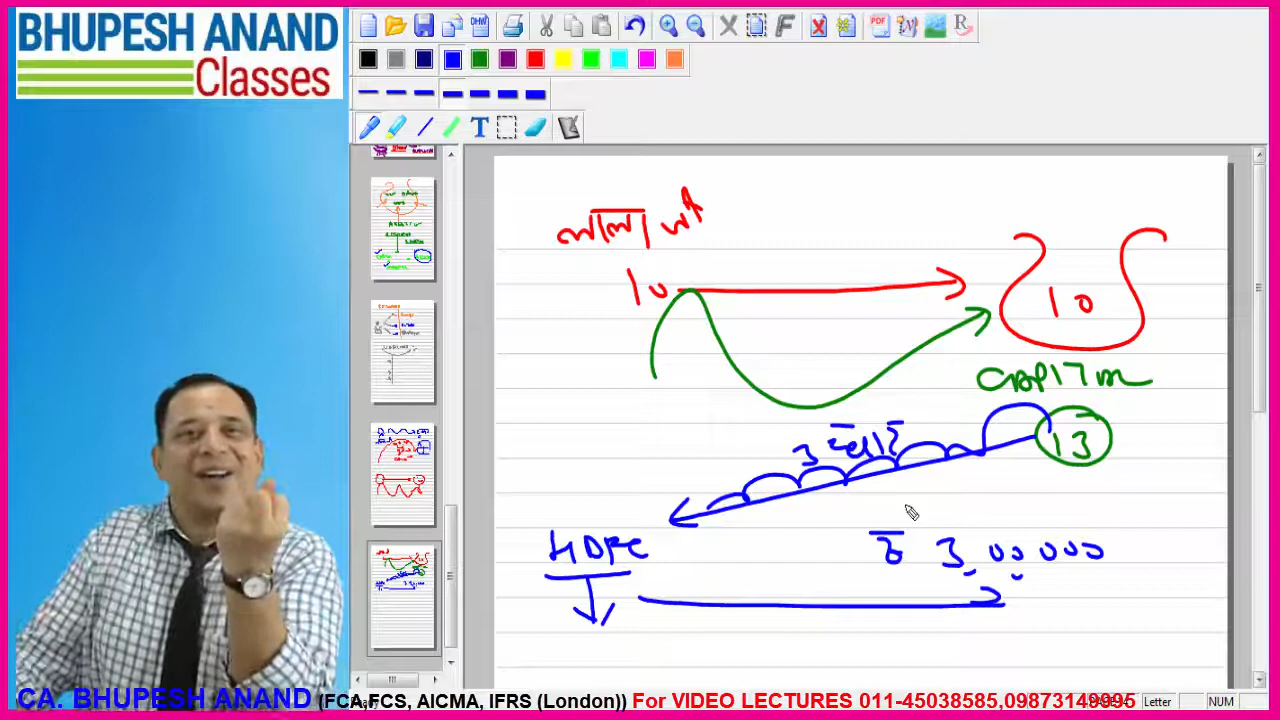 BHUPESH ANAND
Classes
10
10
CAPITAL
13
3
HDFC
3,00,000
CA. BHUPESH ANAND (FCA,FCS, AICMA, IFRS (London)) For VIDEO LECTURES 011-45038585,09873149995
Letter
NUM